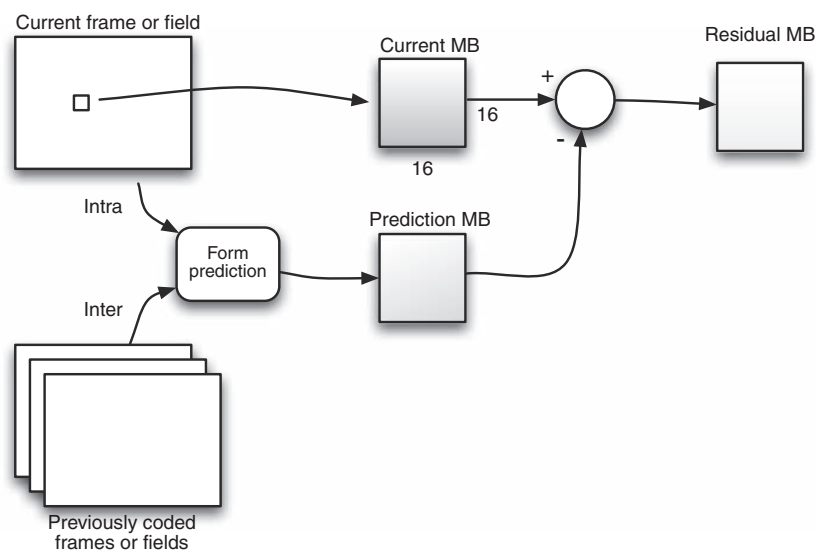 Current frame or field
Current MB
Residual MB
+
16
-
16
Intra
Prediction MB
Form
prediction
Inter
Previously coded
frames or fields